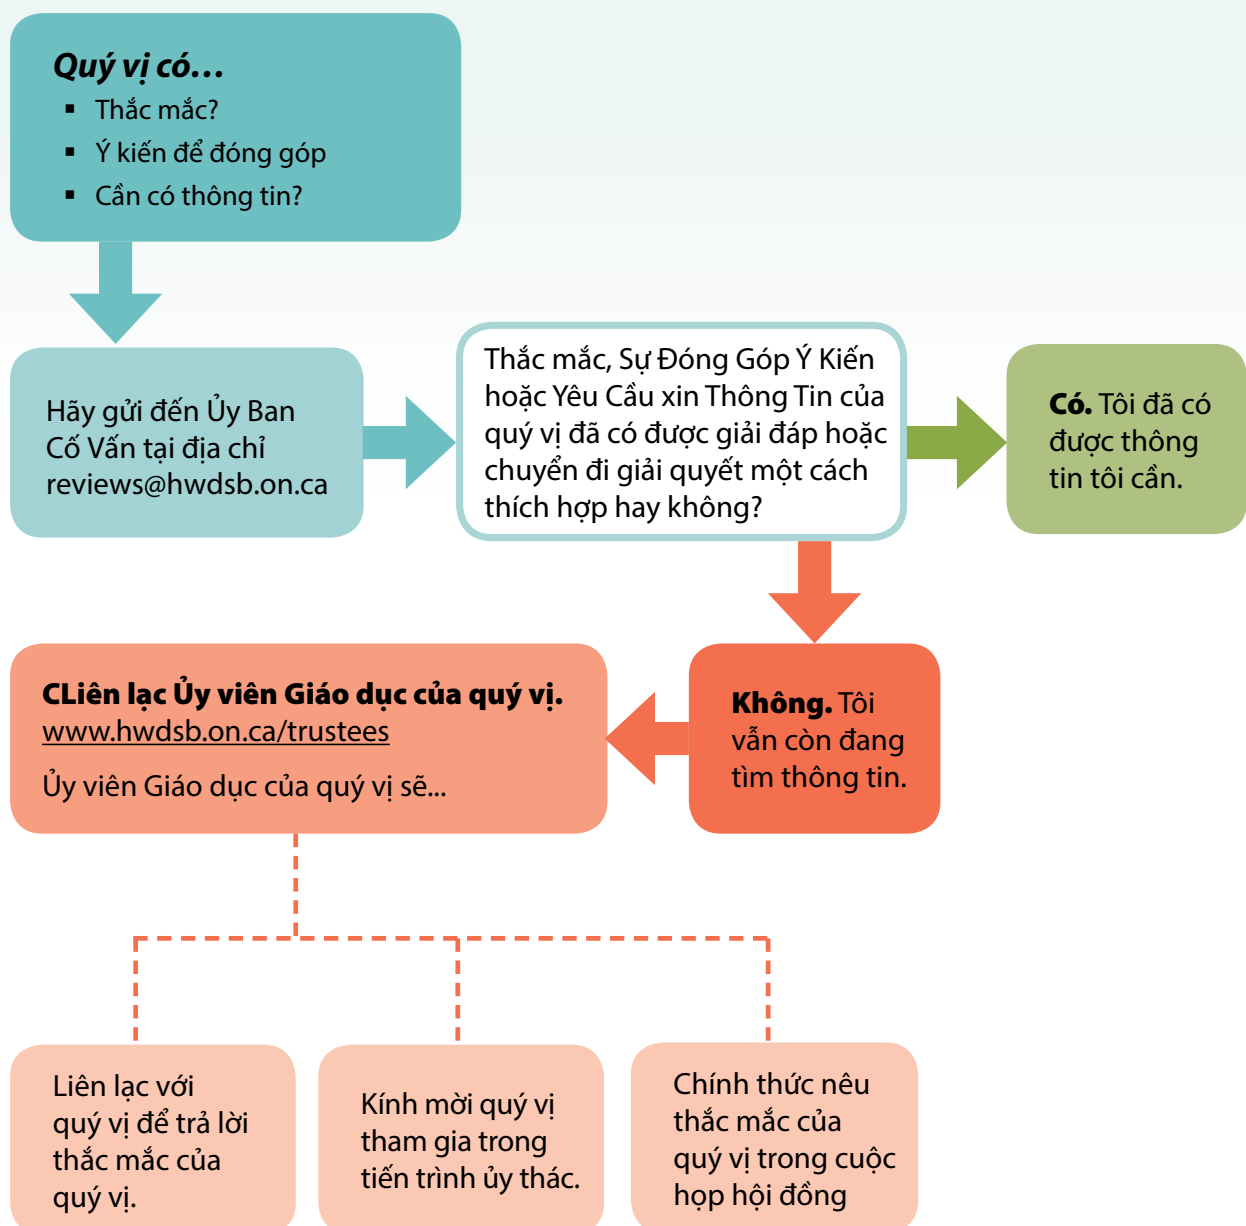 Quý vị có...
▪ Thắc mắc?
▪ Ý kiến để đóng góp
▪ Cần có thông tin?
Hãy gửi đến Ủy Ban
Cố Vấn tại địa chỉ
reviews@hwdsb.on.ca
Thắc mắc, Sự Đóng Góp Ý Kiến
hoặc Yêu Cầu xin Thông Tin của
quý vị đã có được giải đáp hoặc
chuyển đi giải quyết một cách
thích hợp hay không?
Có. Tôi đã có
được thông
tin tôi cần.
CLiên lạc Ủy viên Giáo dục của quý vị.
www.hwdsb.on.ca/trustees
Ủy viên Giáo dục của quý vị sẽ...
Không. Tôi
vẫn còn đang
tìm thông tin.
Liên lạc với
quý vị để trả lời
thắc mắc của
quý vị.
Kính mời quý vị
tham gia trong
tiến trình ủy thác.
Chính thức nêu
thắc mắc của
quý vị trong cuộc
họp hội đồng